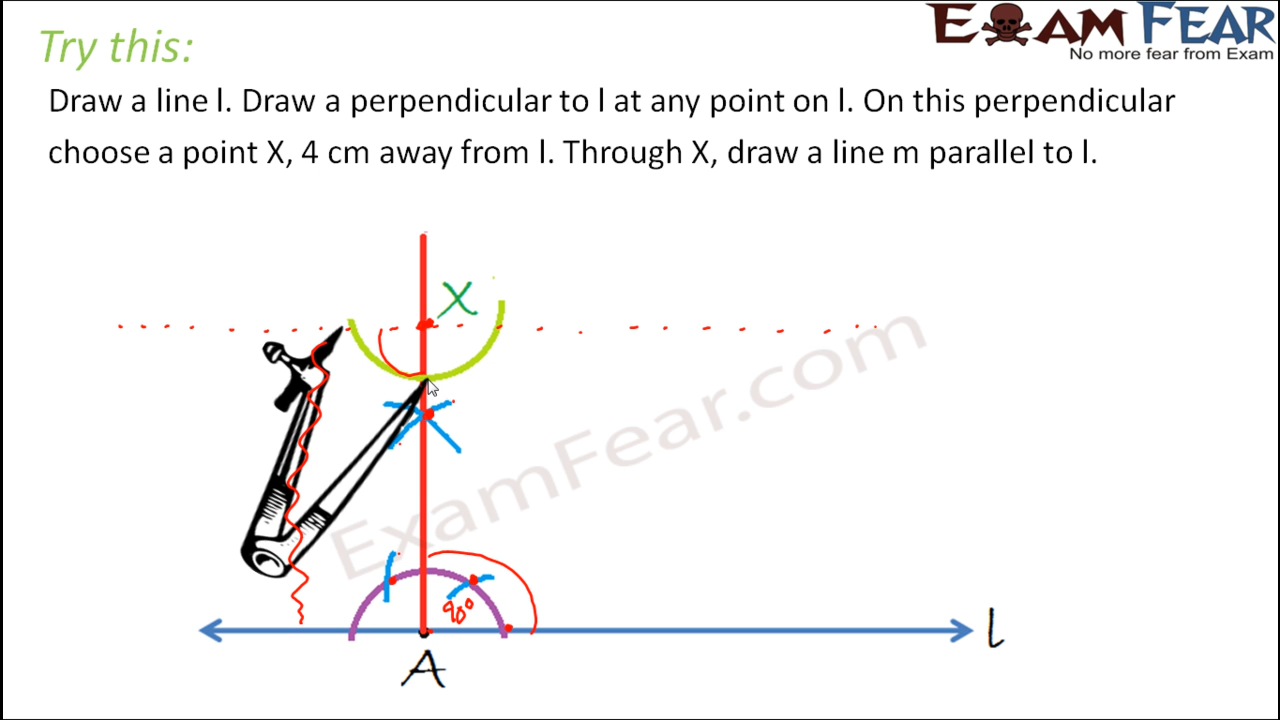 Try this:
EXAM FEAR
No more fear from Exam
Draw a line l. Draw a perpendicular to l at any point on l. On this perpendicular
choose a point X, 4 cm away from l. Through X, draw a line m parallel to l.
X
ExamFear.com
90°
l
A